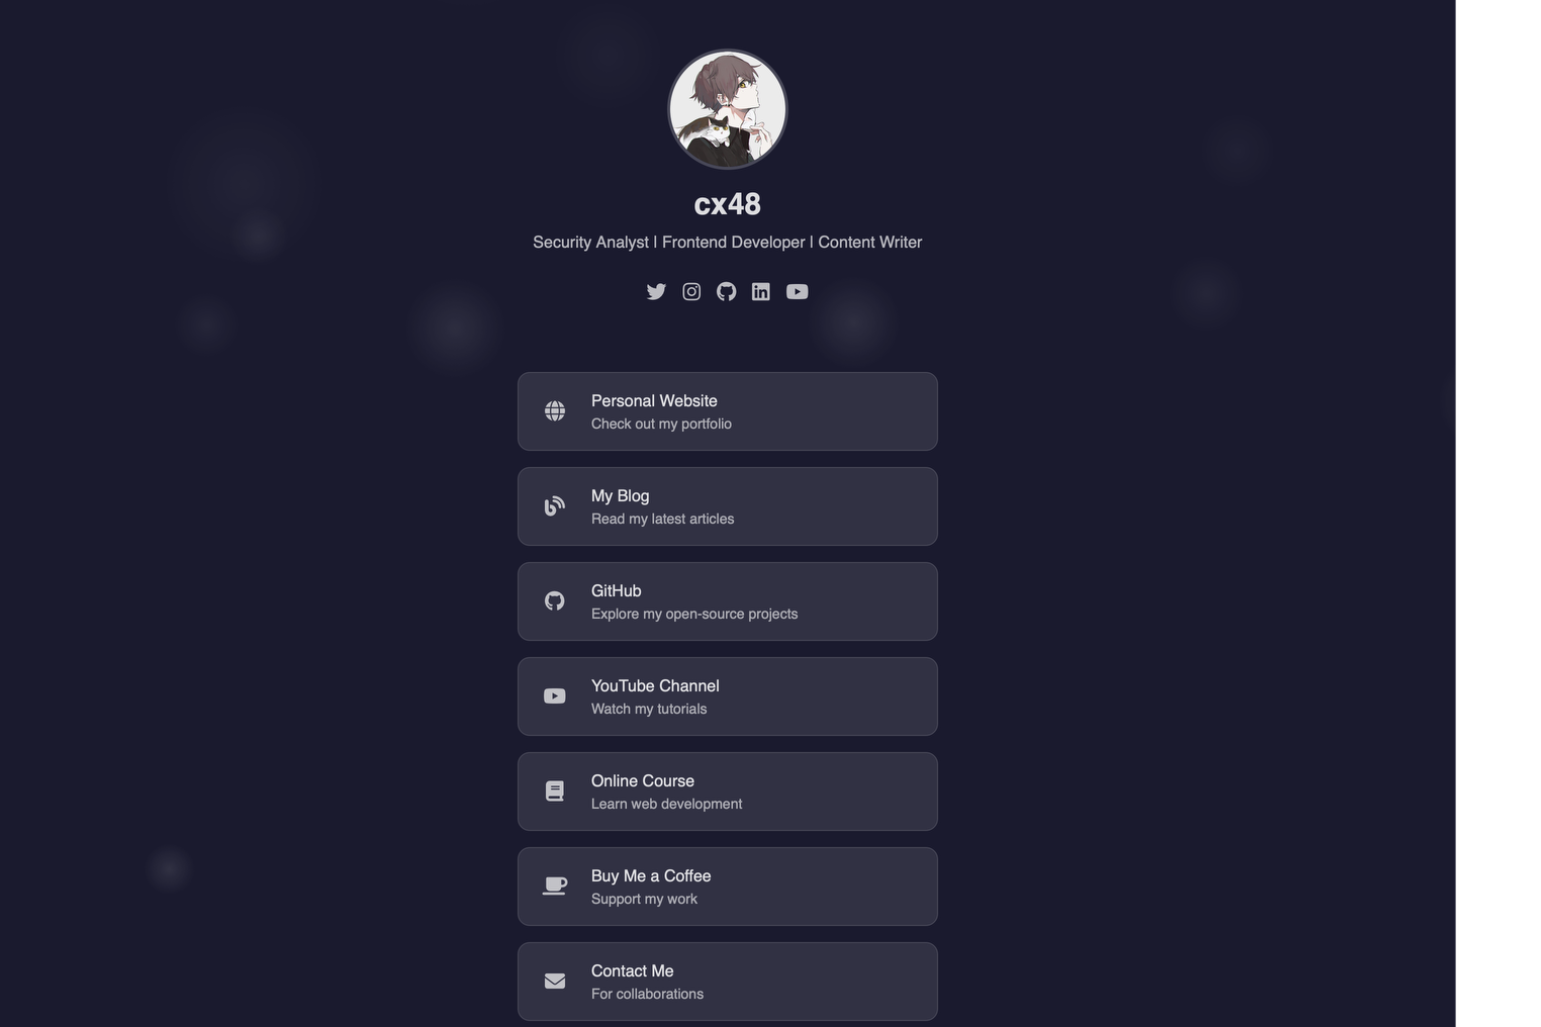 cx48
Security Analyst | Frontend Developer | Content Writer
Personal Website
Check out my portfolio
My Blog
Read my latest articles
GitHub
Explore my open-source projects
YouTube Channel
Watch my tutorials
Online Course
Learn web development
Buy Me a Coffee
Support my work
Contact Me
For collaborations